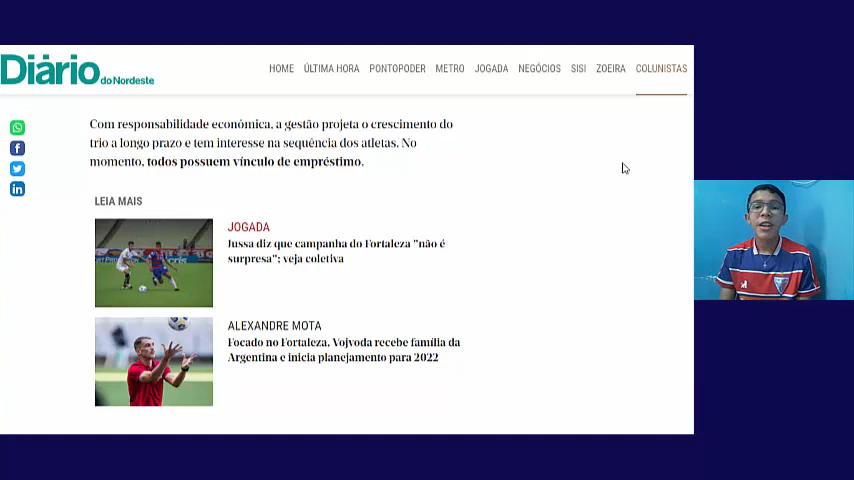 Diário do Nordeste
HOME ÚLTIMA HORA PONTOPODER METRO JOGADA NEGÓCIOS SISI ZOEIRA COLUNISTAS
Com responsabilidade econômica, a gestão projeta o crescimento do
trio a longo prazo e tem interesse na sequência dos atletas. No
momento, todos possuem vínculo de empréstimo.
LEIA MAIS
JOGADA
Jussa diz que campanha do Fortaleza "não é
surpresa"; veja coletiva
ALEXANDRE MOTA
Focado no Fortaleza, Vojvoda recebe família da
Argentina e inicia planejamento para 2022